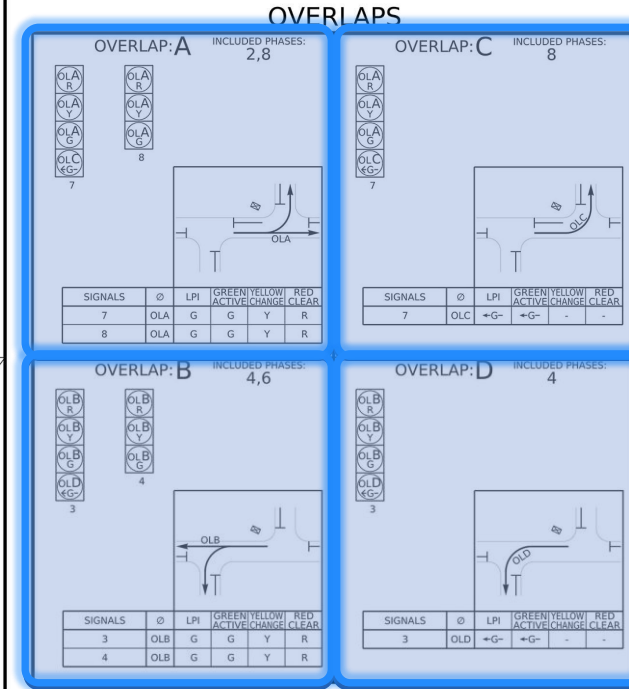 OVERLAPS
OVERLAP: A INCLUDED PHASES: 2,8
OLA R OLA R
OLA Y OLA Y
OLA G OLA G
OLC ←G– 8
7
OLA
SIGNALS Ø LPI GREEN ACTIVE YELLOW CHANGE RED CLEAR
7 OLA G G Y R
8 OLA G G Y R
OVERLAP: C INCLUDED PHASES: 8
OLA R
OLA Y
OLA G
OLC ←G–
7
OLC
SIGNALS Ø LPI GREEN ACTIVE YELLOW CHANGE RED CLEAR
7 OLC ←G– ←G– - -
OVERLAP: B INCLUDED PHASES: 4,6
OLB R OLB R
OLB Y OLB Y
OLB G OLB G
OLD ←G– 4
3
OLB
SIGNALS Ø LPI GREEN ACTIVE YELLOW CHANGE RED CLEAR
3 OLB G G Y R
4 OLB G G Y R
OVERLAP: D INCLUDED PHASES: 4
OLB R
OLB Y
OLB G
OLD ←G–
3
OLD
SIGNALS Ø LPI GREEN ACTIVE YELLOW CHANGE RED CLEAR
3 OLD ←G– ←G– - -